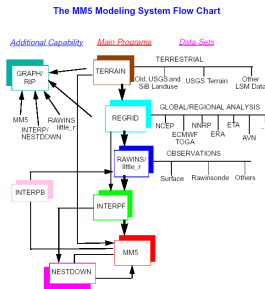 The MM5 Modeling System Flow Chart
Additional Capability
Main Programs
Data Sets
TERRESTRIAL
GRAPH/
RIP
TERRAIN
Old, USGS and
SiB Landuse
USGS Terrain
Other
LSM Data
GLOBAL/REGIONAL ANALYSIS
REGRID
MM5
RAWINS
little_r
INTERP/
NESTDOWN
NCEP
NNRP
ETA
ECMWF
TOGA
ERA
AVN
...
OBSERVATIONS
RAWINS/
little_r
Surface
Rawinsonde
Others
INTERPB
INTERPF
MM5
NESTDOWN